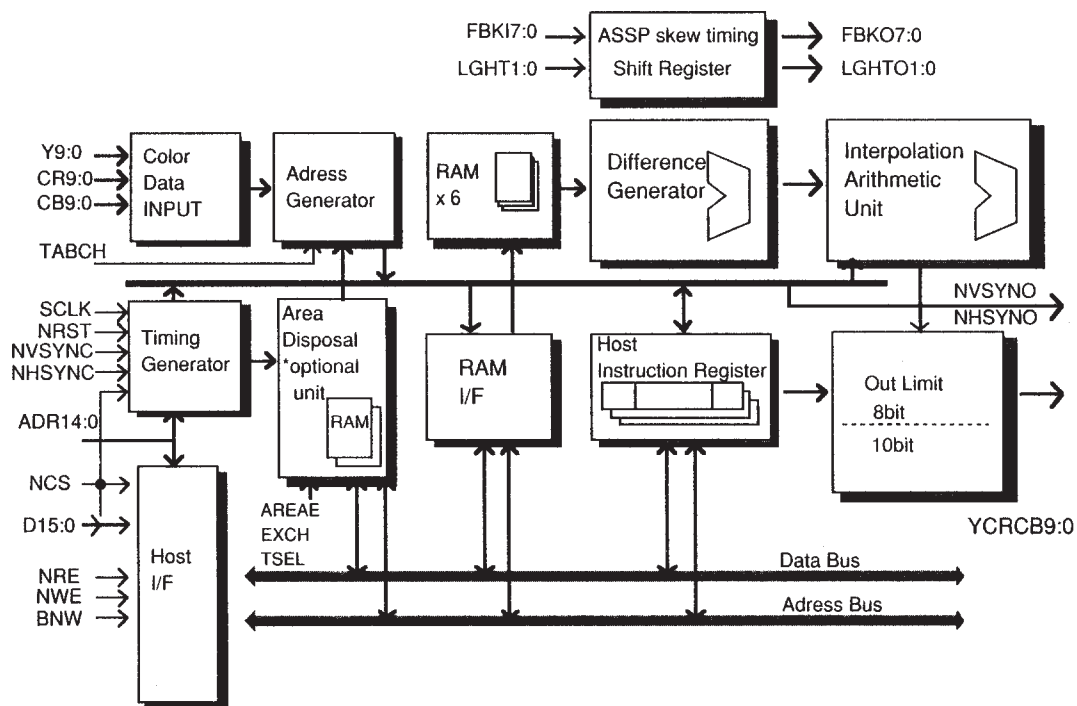 FBKI7:0
ASSP skew timing
FBKO7:0
LGHT1:0
Shift Register
LGHTO1:0
Y9:0
CR9:0
CB9:0
Color
Data
INPUT
Adress
Generator
RAM
x 6
Difference
Generator
Interpolation
Arithmetic
Unit
TABCH
SCLK
NRST
NVSYNC
NHSYNC
Timing
Generator
Area
Disposal
*optional
unit
RAM
RAM
I/F
Host
Instruction Register
NVSYNO
NHSYNO
Out Limit
8bit
10bit
ADR14:0
NCS
D15:0
AREAE
EXCH
TSEL
YCRCB9:0
Host
I/F
NRE
NWE
BNW
Data Bus
Adress Bus